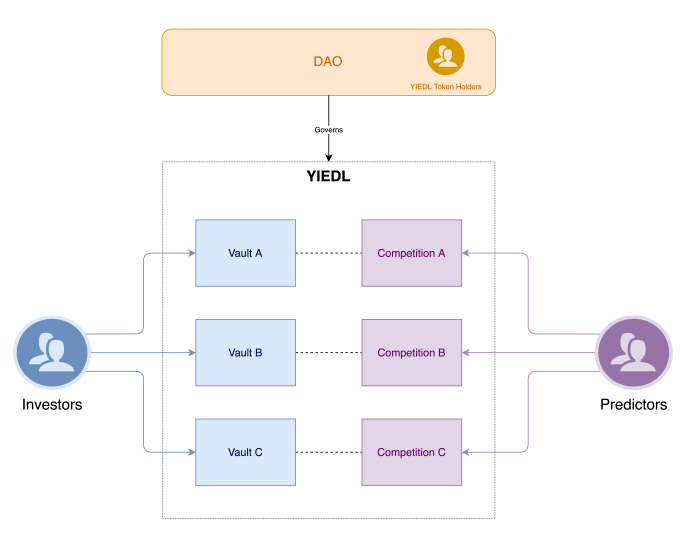 DAO
YIEDL Token Holders
Governs
YIEDL
Vault A
Competition A
Vault B
Competition B
Investors
Predictors
Vault C
Competition C